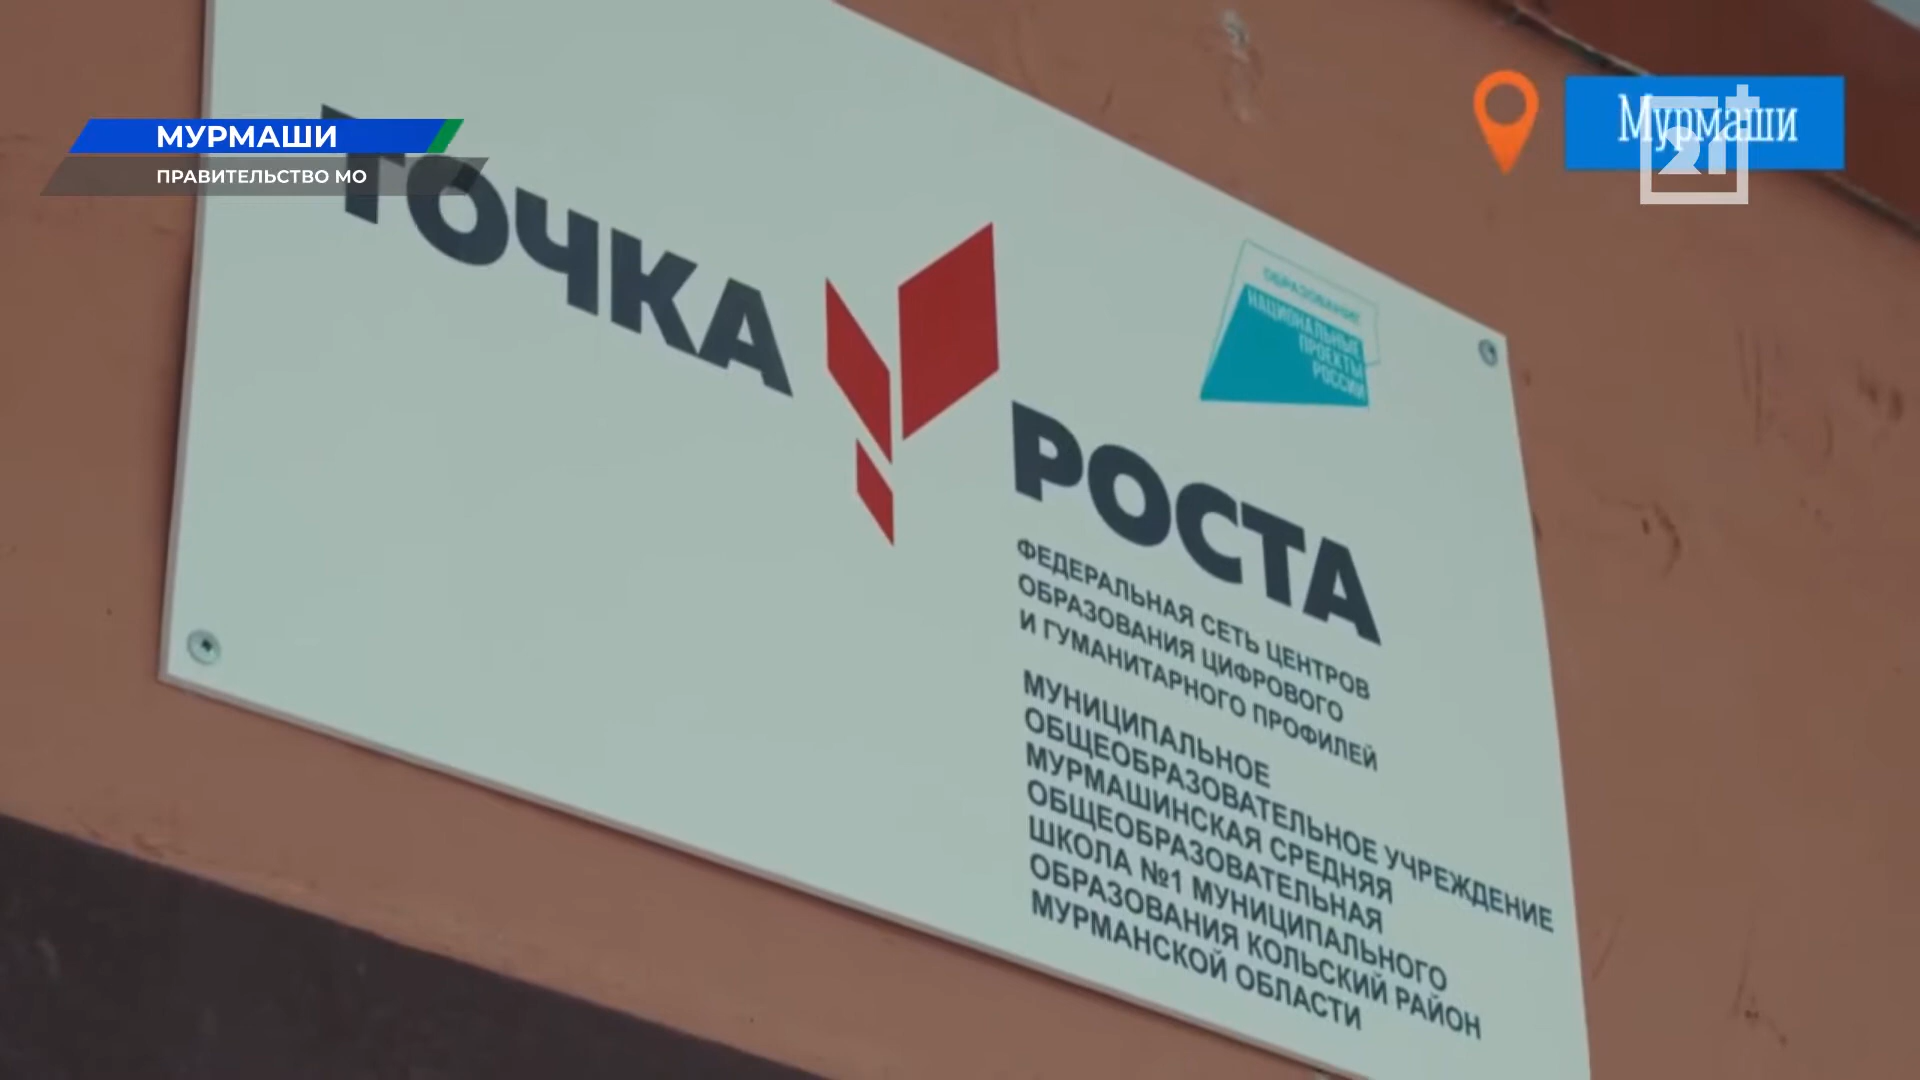 МУРМАШИ
ПРАВИТЕЛЬСТВО МО
Мурмаши
21+
ТОЧКА
РОСТА
ОБРАЗОВАНИЕ
НАЦИОНАЛЬНЫЕ
ПРОЕКТЫ
РОССИИ
ФЕДЕРАЛЬНАЯ СЕТЬ ЦЕНТРОВ
ОБРАЗОВАНИЯ ЦИФРОВОГО
И ГУМАНИТАРНОГО ПРОФИЛЕЙ
МУНИЦИПАЛЬНОЕ
ОБЩЕОБРАЗОВАТЕЛЬНОЕ УЧРЕЖДЕНИЕ
МУРМАШИНСКАЯ СРЕДНЯЯ
ОБЩЕОБРАЗОВАТЕЛЬНАЯ
ШКОЛА №1 МУНИЦИПАЛЬНОГО
ОБРАЗОВАНИЯ КОЛЬСКИЙ РАЙОН
МУРМАНСКОЙ ОБЛАСТИ